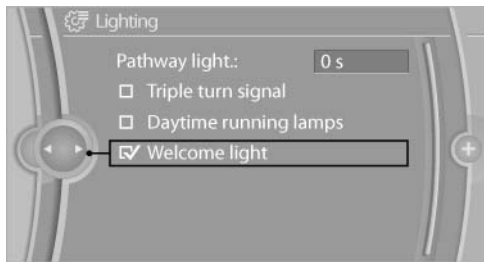 Lighting
Pathway light.: 0 s
Triple turn signal
Daytime running lamps
Welcome light